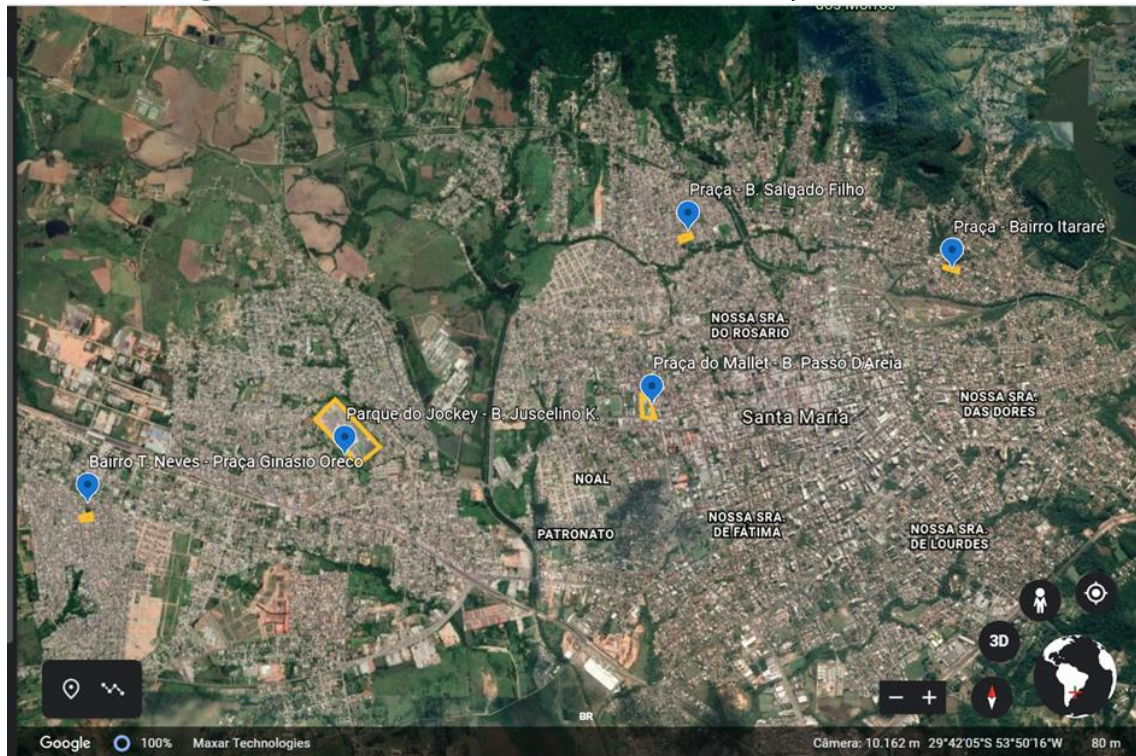 dos Morros
Praça - B. Salgado Filho
Praça - Bairro Itararé
NOSSA SRA.
DO ROSARIO
Praça do Mallet - B. Passo D'Areia
NOSSA SRA.
DAS DORES
Santa Maria
Parque do Jockey - B. Juscelino K.
Bairro T. Neves - Praça Ginásio Oreco
NOAL
NOSSA SRA.
DE FÁTIMA
PATRONATO
NOSSA SRA.
DE LOURDES
3D
BR
Google 100% Maxar Technologies Câmera: 10.162 m 29°42'05"S 53°50'16"W 80 m